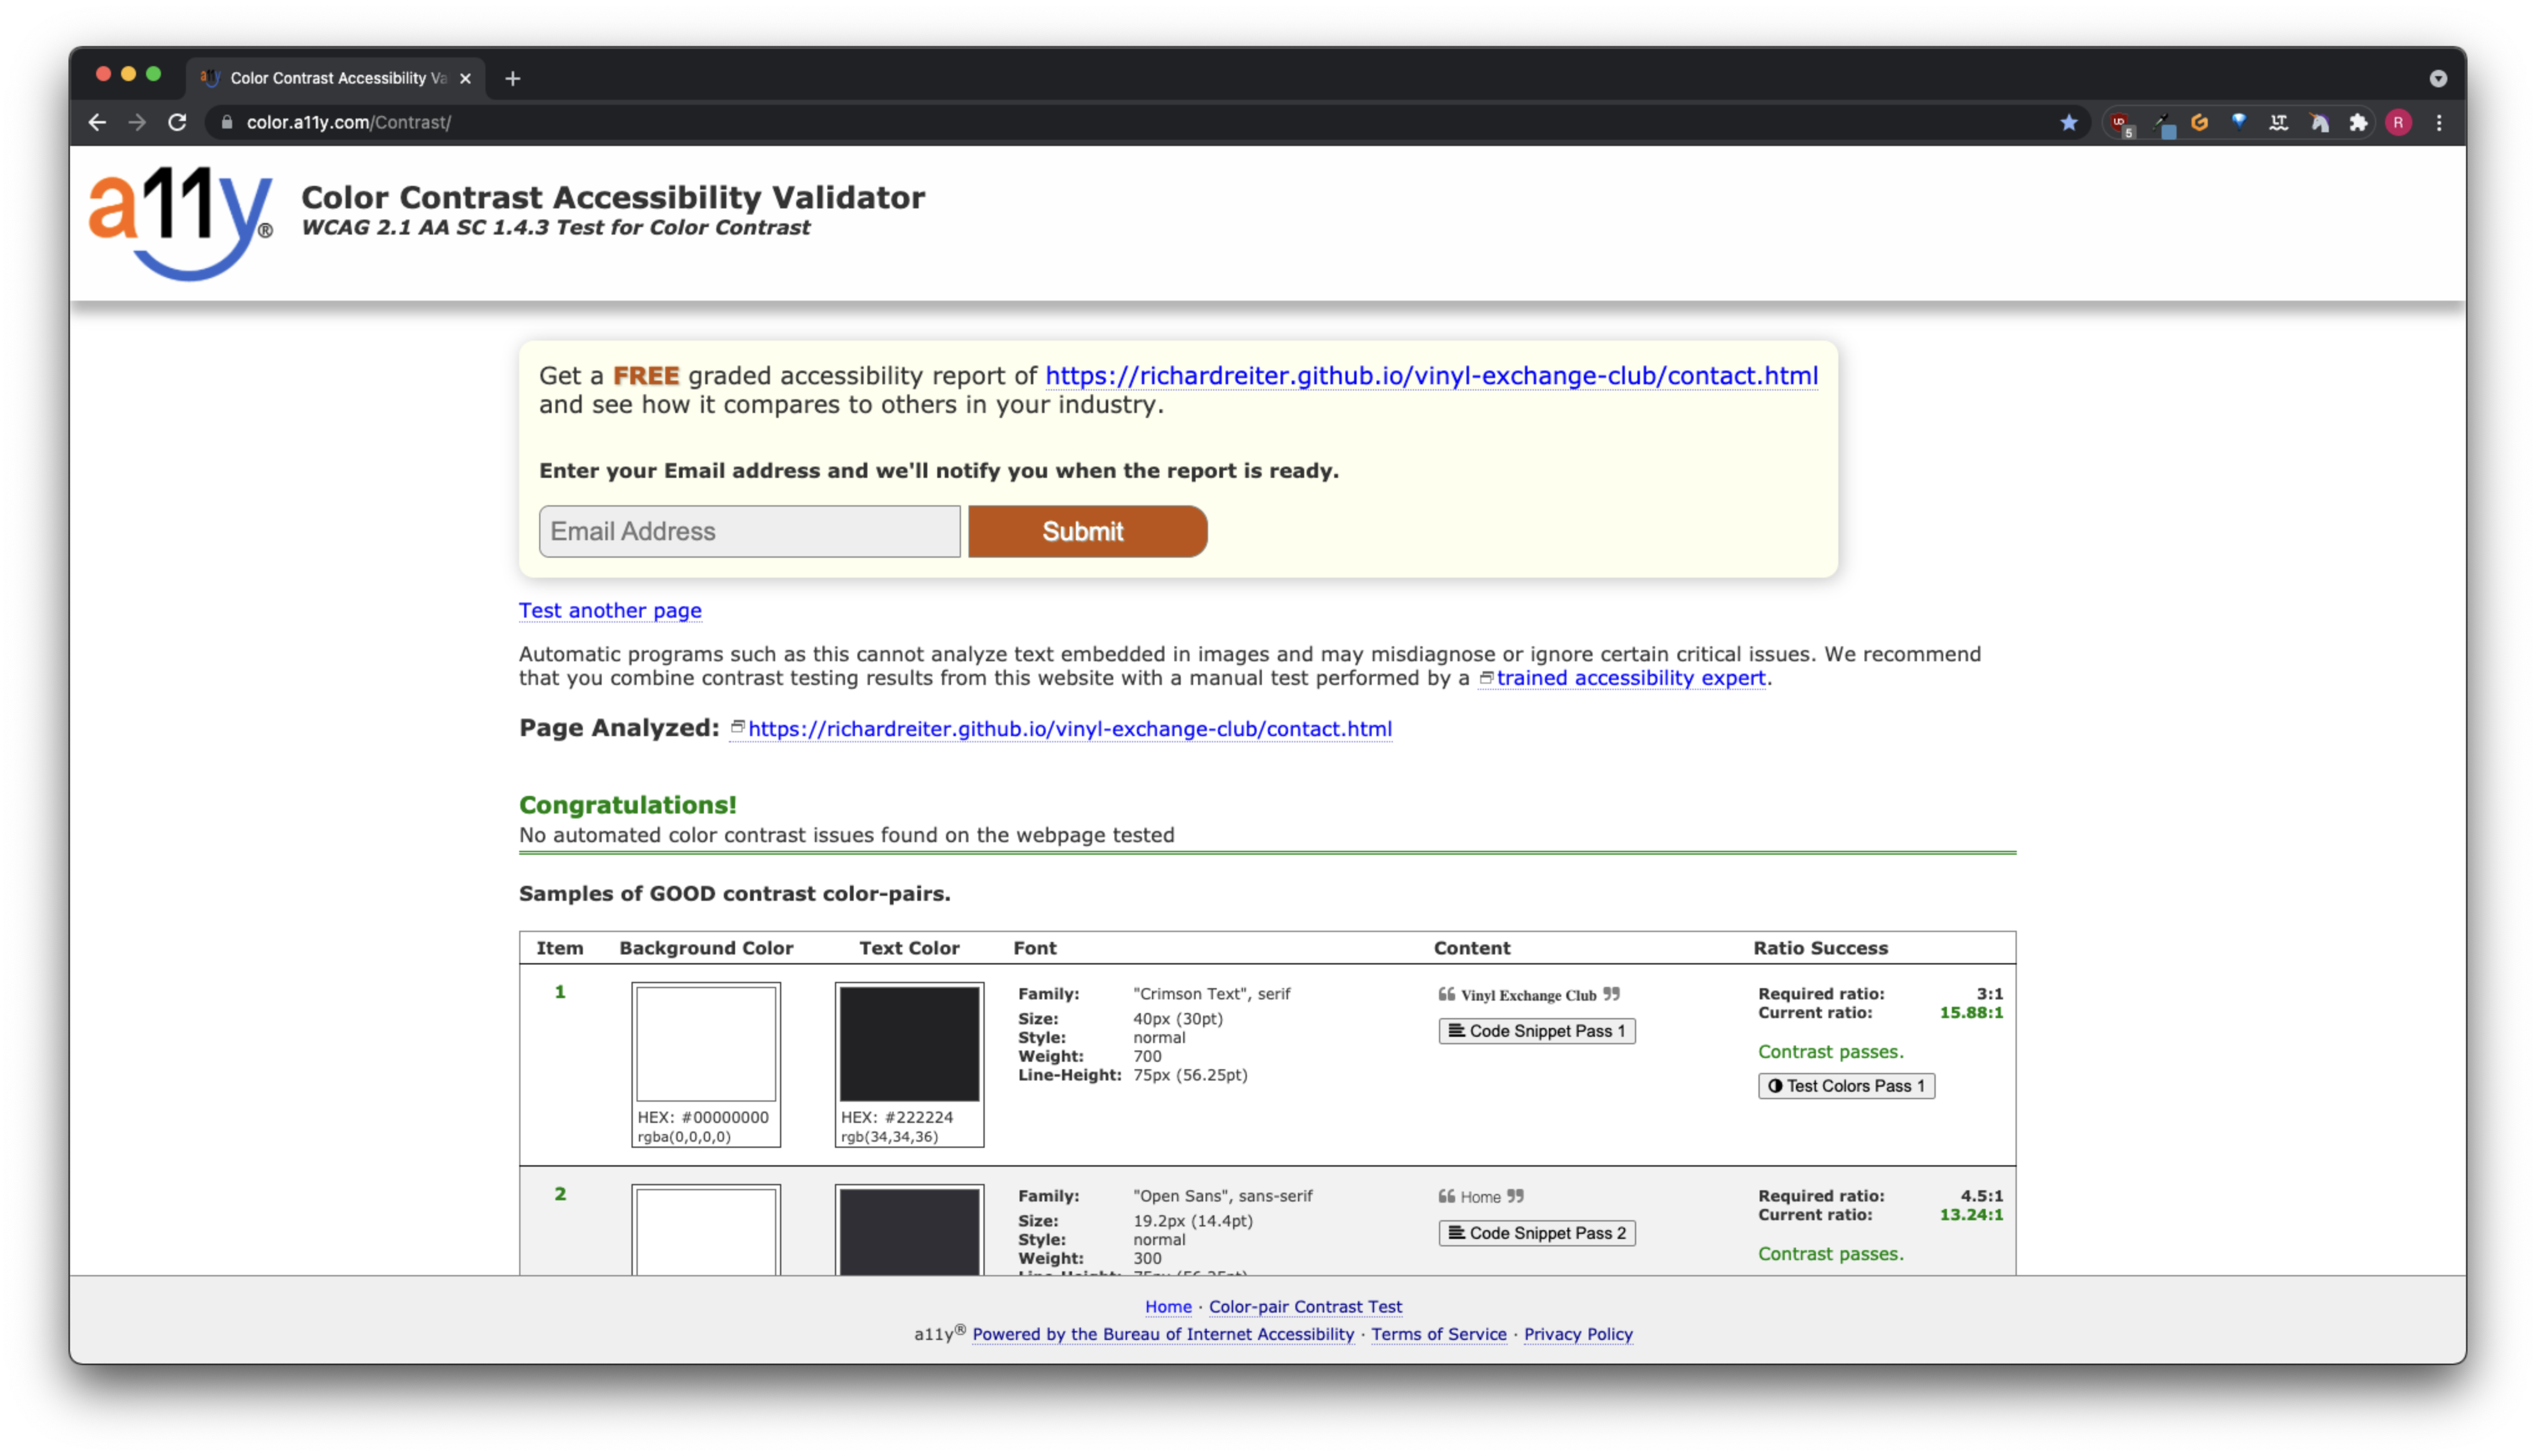 Color Contrast Accessibility Va
color.a11y.com/Contrast/
5
R
a11y®
Color Contrast Accessibility Validator
WCAG 2.1 AA SC 1.4.3 Test for Color Contrast
Get a FREE graded accessibility report of https://richardreiter.github.io/vinyl-exchange-club/contact.html
and see how it compares to others in your industry.
Enter your Email address and we'll notify you when the report is ready.
Email Address
Submit
Test another page
Automatic programs such as this cannot analyze text embedded in images and may misdiagnose or ignore certain critical issues. We recommend
that you combine contrast testing results from this website with a manual test performed by a trained accessibility expert.
Page Analyzed: https://richardreiter.github.io/vinyl-exchange-club/contact.html
Congratulations!
No automated color contrast issues found on the webpage tested
Samples of GOOD contrast color-pairs.
Item Background Color Text Color Font Content Ratio Success
1
HEX: #00000000
rgba(0,0,0,0)
HEX: #222224
rgb(34,34,36)
Family: "Crimson Text", serif
Size: 40px (30pt)
Style: normal
Weight: 700
Line-Height: 75px (56.25pt)
Vinyl Exchange Club
Code Snippet Pass 1
Required ratio: 3:1
Current ratio: 15.88:1
Contrast passes.
Test Colors Pass 1
2
Family: "Open Sans", sans-serif
Size: 19.2px (14.4pt)
Style: normal
Weight: 300
Line-Height: 75px (56.25pt)
Home
Code Snippet Pass 2
Required ratio: 4.5:1
Current ratio: 13.24:1
Contrast passes.
Home · Color-pair Contrast Test
a11y® Powered by the Bureau of Internet Accessibility · Terms of Service · Privacy Policy